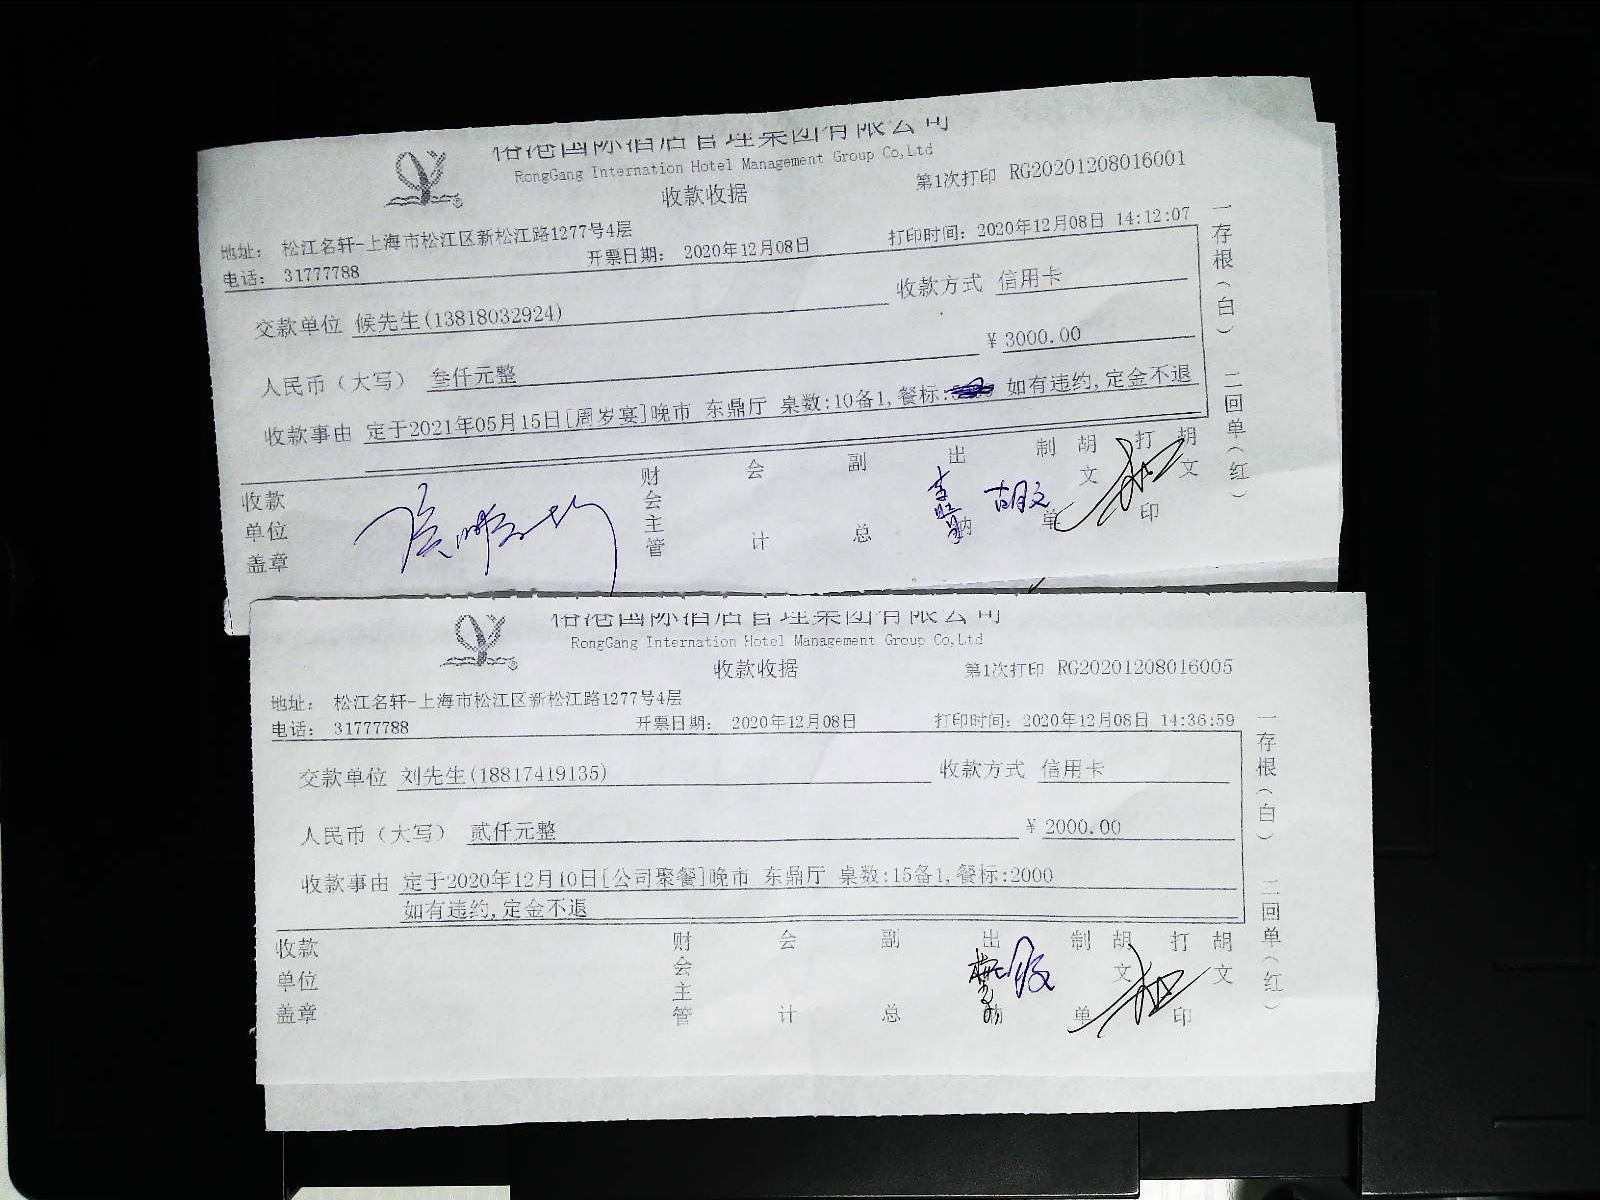 RongGang Internation Hotel Management Group Co,Ltd
收款收据
第1次打印 RG20201208016001
地址： 松江名轩-上海市松江区新松江路1277号4层
电话： 31777788 开票日期： 2020年12月08日 打印时间：2020年12月08日 14:12:07
交款单位 候先生(13818032924) 收款方式 信用卡
人民币（大写） 叁仟元整 ¥ 3000.00
收款事由 定于2021年05月15日[周岁宴]晚市 东鼎厅 桌数:10备1,餐标: 如有违约,定金不退
收款单位盖章 财会主管 会计 副总 出纳 胡文 制单 胡文 打印 胡文
一存根（白） 二回单（红）
国际酒店管理集团有限公司
RongGang Internation Hotel Management Group Co,Ltd
收款收据 第1次打印 RG20201208016005
地址： 松江名轩-上海市松江区新松江路1277号4层
电话： 31777788 开票日期： 2020年12月08日 打印时间：2020年12月08日 14:36:59
交款单位 刘先生(18817419135) 收款方式 信用卡
人民币（大写） 贰仟元整 ¥ 2000.00
收款事由 定于2020年12月10日[公司聚餐]晚市 东鼎厅 桌数:15备1,餐标:2000
如有违约,定金不退
收款单位盖章 财会主管 会计 副总 出纳 制单 胡文 打印 胡文
一存根（白） 二回单（红）